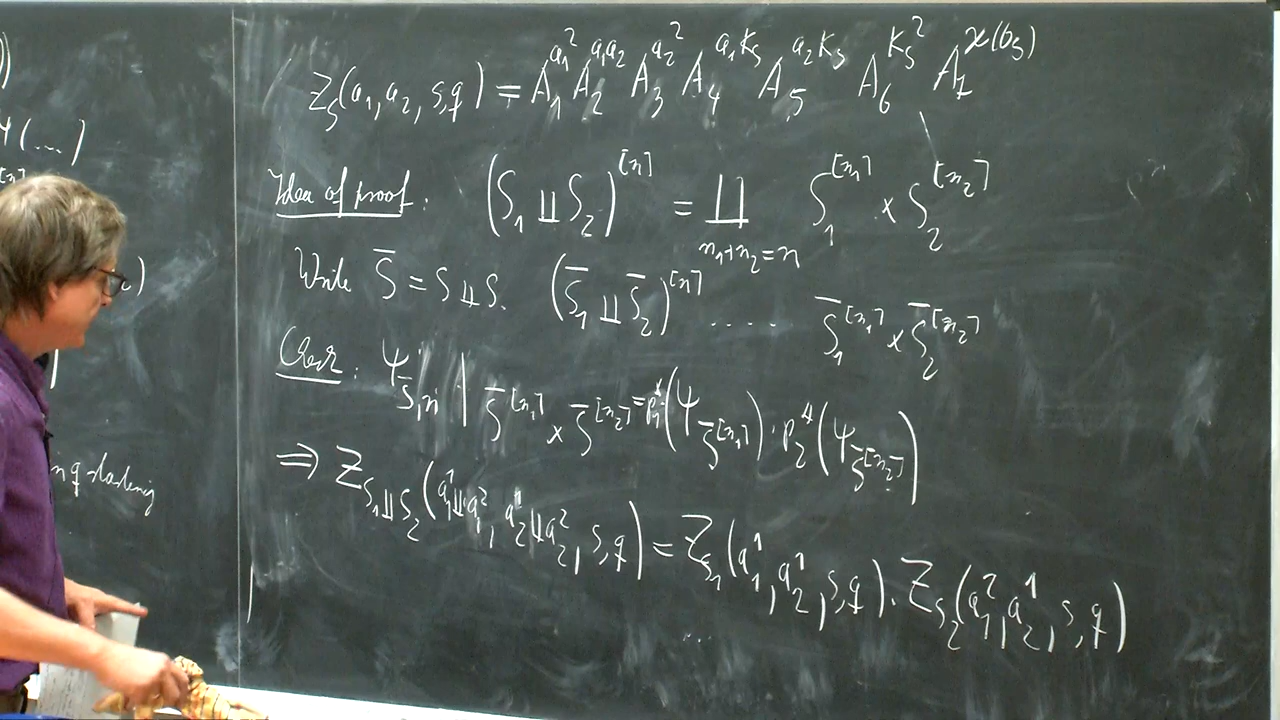 Z_S(a_1, a_2, s, q) = A_1^{a_1^2} A_2^{a_1 a_2} A_3^{a_2^2} A_4^{a_1 K_S} A_5^{a_2 K_S} A_6^{K_S^2} A_7^{χ(O_S)}
Idea of proof: (S_1 ⊔ S_2)^{[n]} = ∐_{n_1+n_2=n} S_1^{[n_1]} × S_2^{[n_2]}
Write S̄ = S ⊔ S. (S̄_1 ⊔ S̄_2)^{[n]} ..... S̄_1^{[n_1]} × S̄_2^{[n_2]}
Clear: Ψ_{S̄,n} | S̄^{[n_1]} × S̄^{[n_2]} = p_1^*(Ψ_{S̄^{[n_1]}}) · p_2^*(Ψ_{S̄^{[n_2]}})
⇒ Z_{S_1 ⊔ S_2}(a_1^1 ⊔ a_1^2, a_2^1 ⊔ a_2^2, s, q) = Z_{S_1}(a_1^1, a_2^1, s, q) · Z_{S_2}(a_1^2, a_2^1, s, q)
Ψ(...)
[n]
)